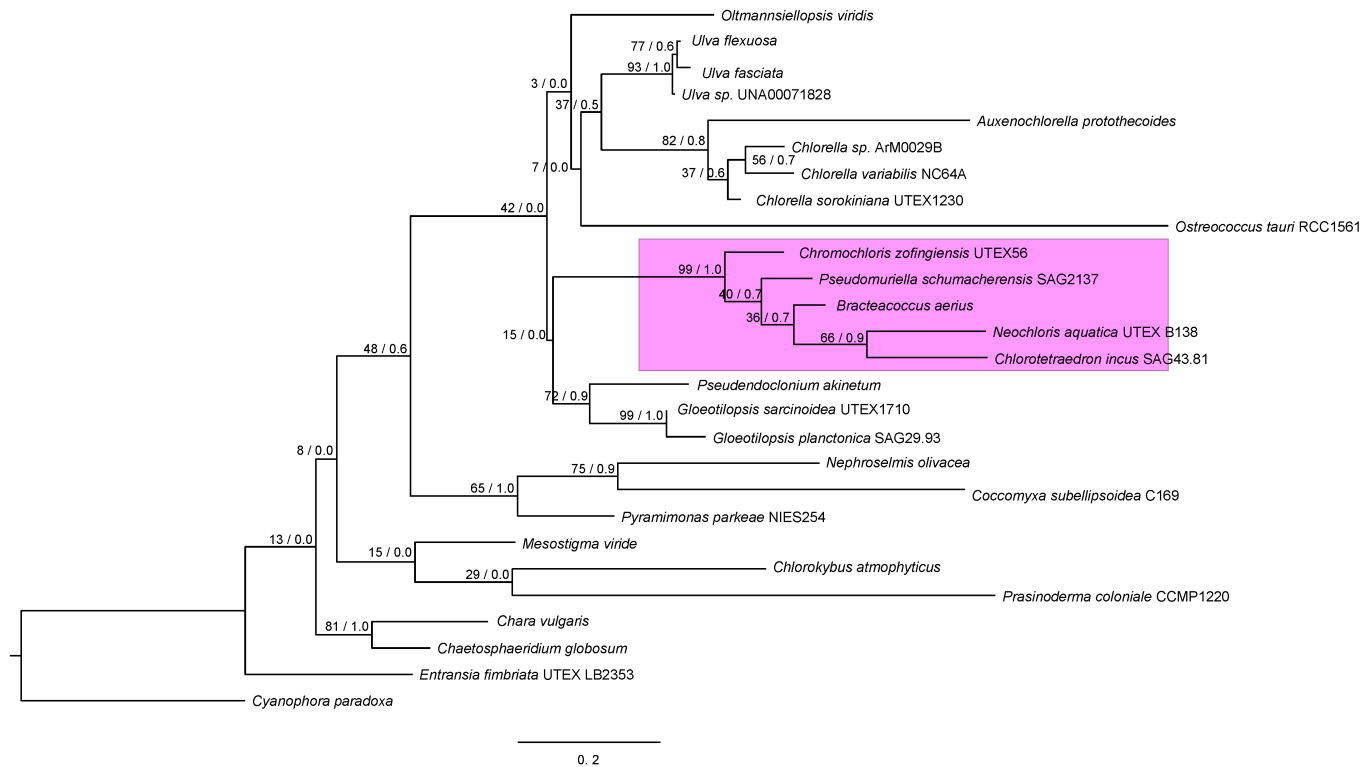 Oltmannsiellopsis viridis
77 / 0.6
Ulva flexuosa
93 / 1.0
Ulva fasciata
3 / 0.0
Ulva sp. UNA00071828
37 / 0.5
Auxenochlorella protothecoides
82 / 0.8
Chlorella sp. ArM0029B
56 / 0.7
7 / 0.0
37 / 0.6
Chlorella variabilis NC64A
Chlorella sorokiniana UTEX1230
42 / 0.0
Ostreococcus tauri RCC1561
Chromochloris zofingiensis UTEX56
99 / 1.0
Pseudomuriella schumacherensis SAG2137
40 / 0.7
Bracteacoccus aerius
36 / 0.7
15 / 0.0
Neochloris aquatica UTEX B138
66 / 0.9
48 / 0.6
Chlorotetraedron incus SAG43.81
Pseudendoclonium akinetum
72 / 0.9
Gloeotilopsis sarcinoidea UTEX1710
99 / 1.0
Gloeotilopsis planctonica SAG29.93
8 / 0.0
Nephroselmis olivacea
75 / 0.9
65 / 1.0
Coccomyxa subellipsoidea C169
Pyramimonas parkeae NIES254
13 / 0.0
Mesostigma viride
15 / 0.0
Chlorokybus atmophyticus
29 / 0.0
Prasinoderma coloniale CCMP1220
Chara vulgaris
81 / 1.0
Chaetosphaeridium globosum
Entransia fimbriata UTEX LB2353
Cyanophora paradoxa
0. 2